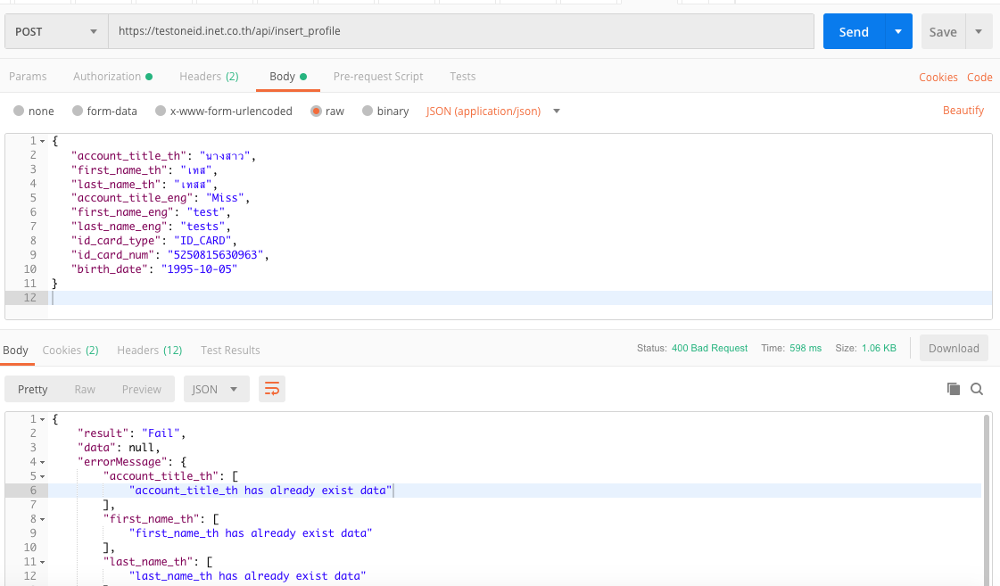 POST https://testoneid.inet.co.th/api/insert_profile Send Save
Params Authorization Headers (2) Body Pre-request Script Tests Cookies Code
none form-data x-www-form-urlencoded raw binary JSON (application/json) Beautify
1 {
2 "account_title_th": "นางสาว",
3 "first_name_th": "เทส",
4 "last_name_th": "เทสส",
5 "account_title_eng": "Miss",
6 "first_name_eng": "test",
7 "last_name_eng": "tests",
8 "id_card_type": "ID_CARD",
9 "id_card_num": "5250815630963",
10 "birth_date": "1995-10-05"
11 }
12
Body Cookies (2) Headers (12) Test Results Status: 400 Bad Request Time: 598 ms Size: 1.06 KB Download
Pretty Raw Preview JSON
1 {
2 "result": "Fail",
3 "data": null,
4 "errorMessage": {
5 "account_title_th": [
6 "account_title_th has already exist data"
7 ],
8 "first_name_th": [
9 "first_name_th has already exist data"
10 ],
11 "last_name_th": [
12 "last_name_th has already exist data"